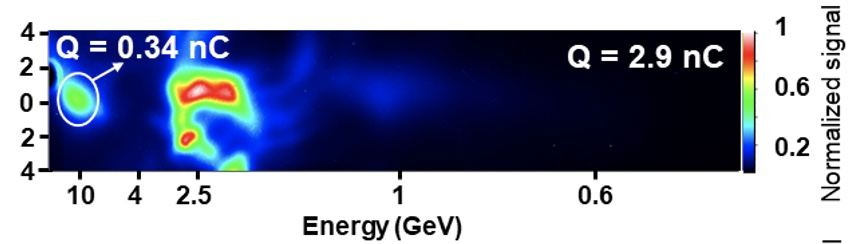 Q = 0.34 nC
Q = 2.9 nC
4
2
0
2
4
10 4 2.5 1 0.6
Energy (GeV)
1
0.6
0.2
Normalized signal